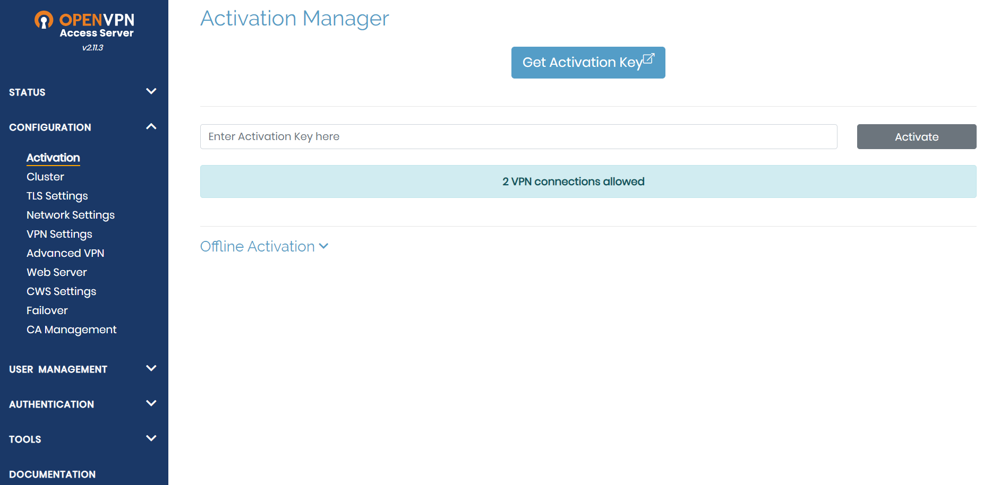 OPENVPN
Access Server
v2.11.3
STATUS
CONFIGURATION
Activation
Cluster
TLS Settings
Network Settings
VPN Settings
Advanced VPN
Web Server
CWS Settings
Failover
CA Management
USER MANAGEMENT
AUTHENTICATION
TOOLS
DOCUMENTATION
Activation Manager
Get Activation Key
Enter Activation Key here
Activate
2 VPN connections allowed
Offline Activation